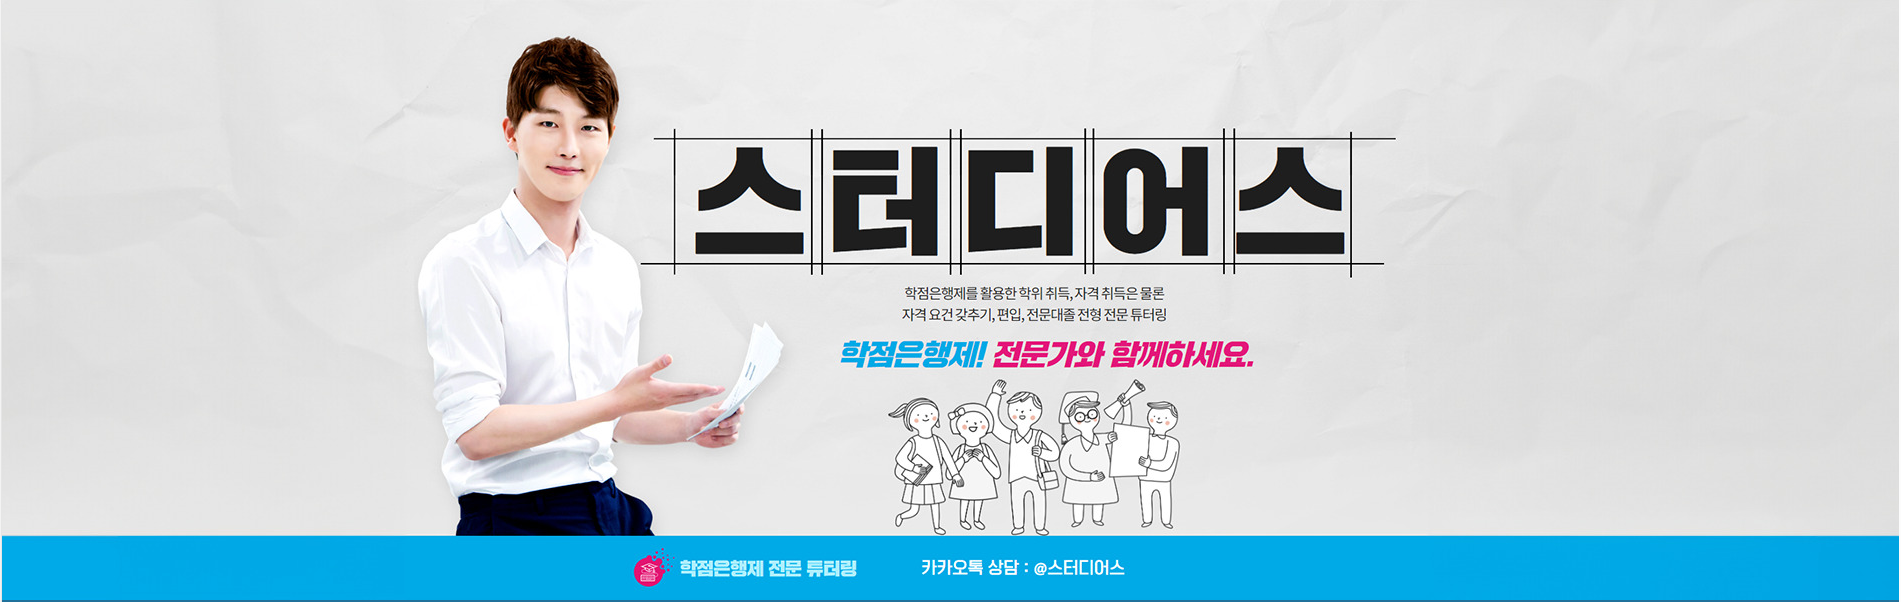 스터디어스
학점은행제를 활용한 학위 취득, 자격 취득은 물론
자격 요건 갖추기, 편입, 전문대졸 전형 전문 튜터링
학점은행제! 전문가와 함께하세요.
학점은행제 전문 튜터링
카카오톡 상담 : @스터디어스